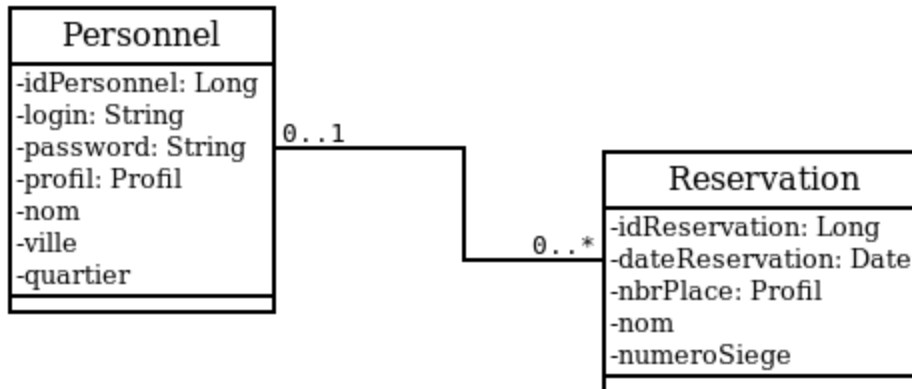 Personnel
-idPersonnel: Long
-login: String
-password: String
-profil: Profil
-nom
-ville
-quartier
0..1
0..*
Reservation
-idReservation: Long
-dateReservation: Date
-nbrPlace: Profil
-nom
-numeroSiege